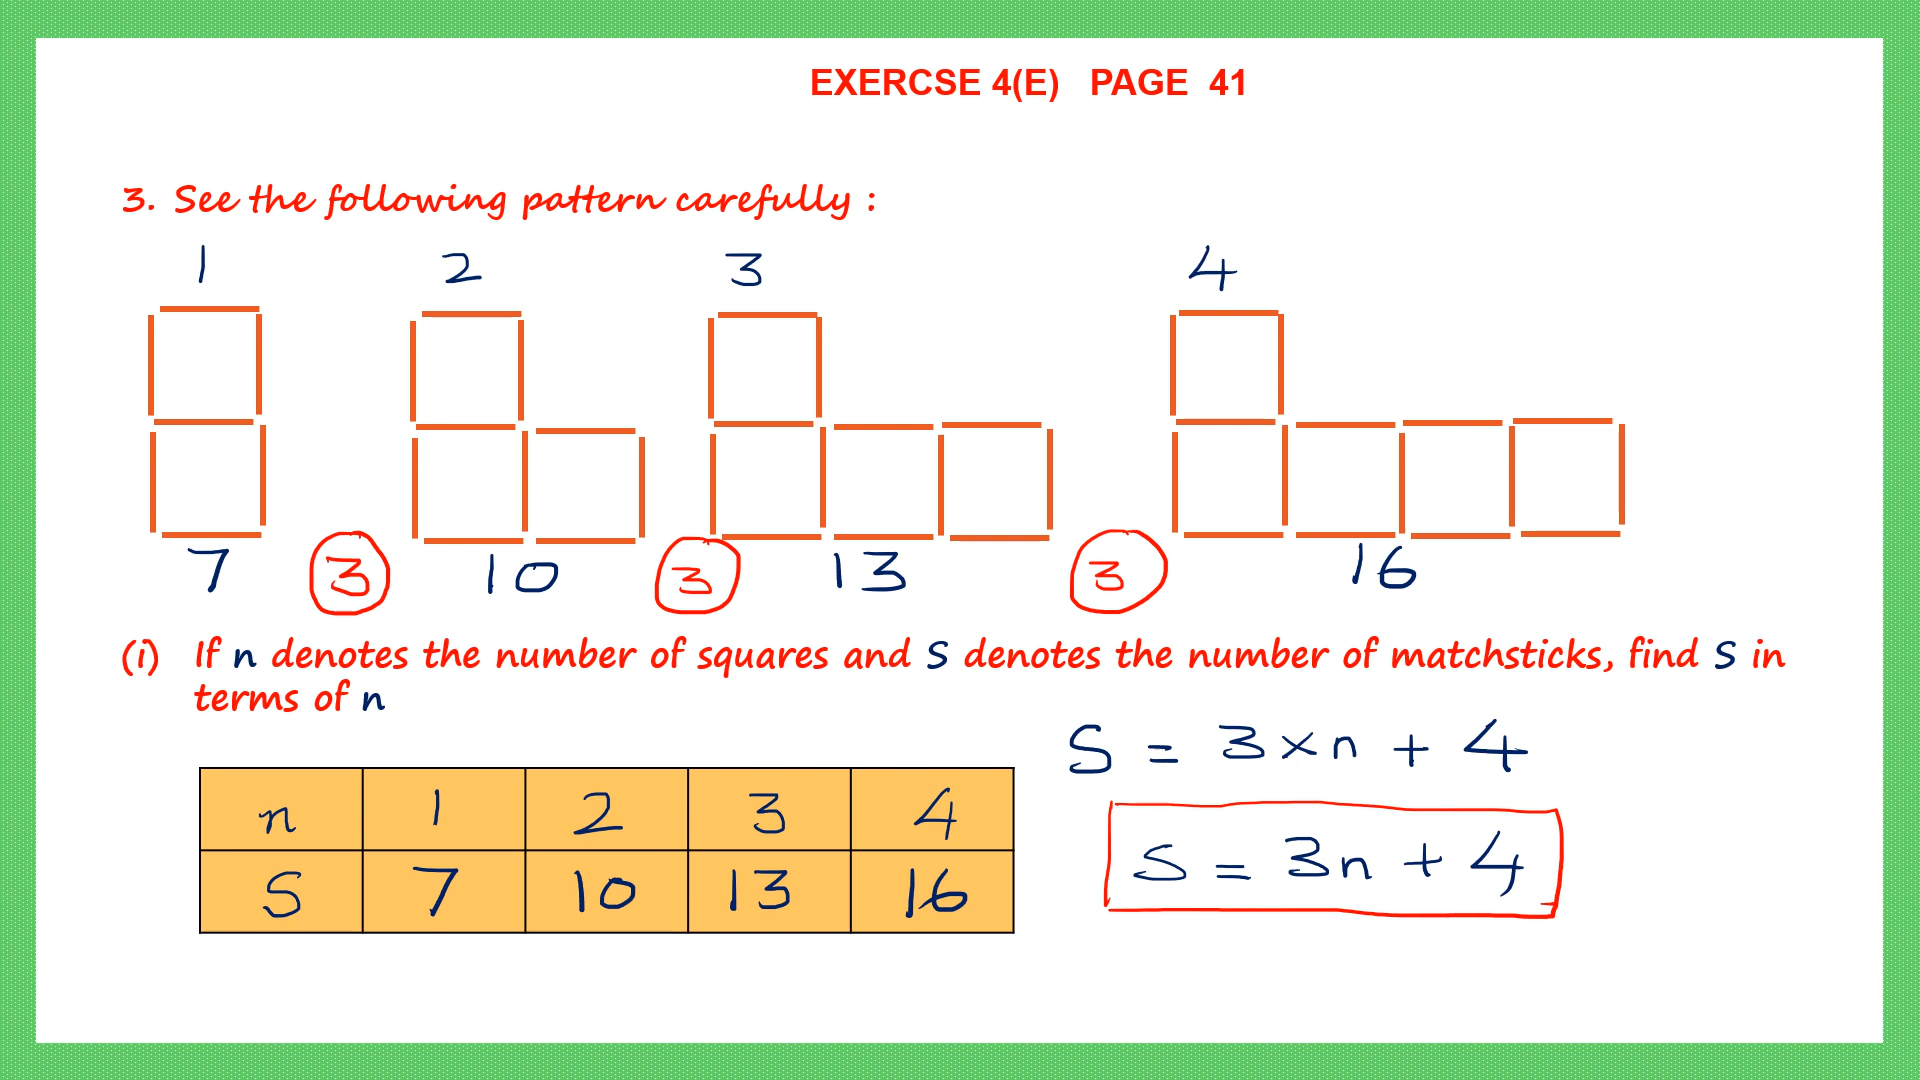 EXERCSE 4(E) PAGE 41
3. See the following pattern carefully :
1 2 3 4
7 3 10 3 13 3 16
(i) If n denotes the number of squares and S denotes the number of matchsticks, find S in
terms of n
S = 3 × n + 4
n 1 2 3 4
S = 3n + 4
S 7 10 13 16